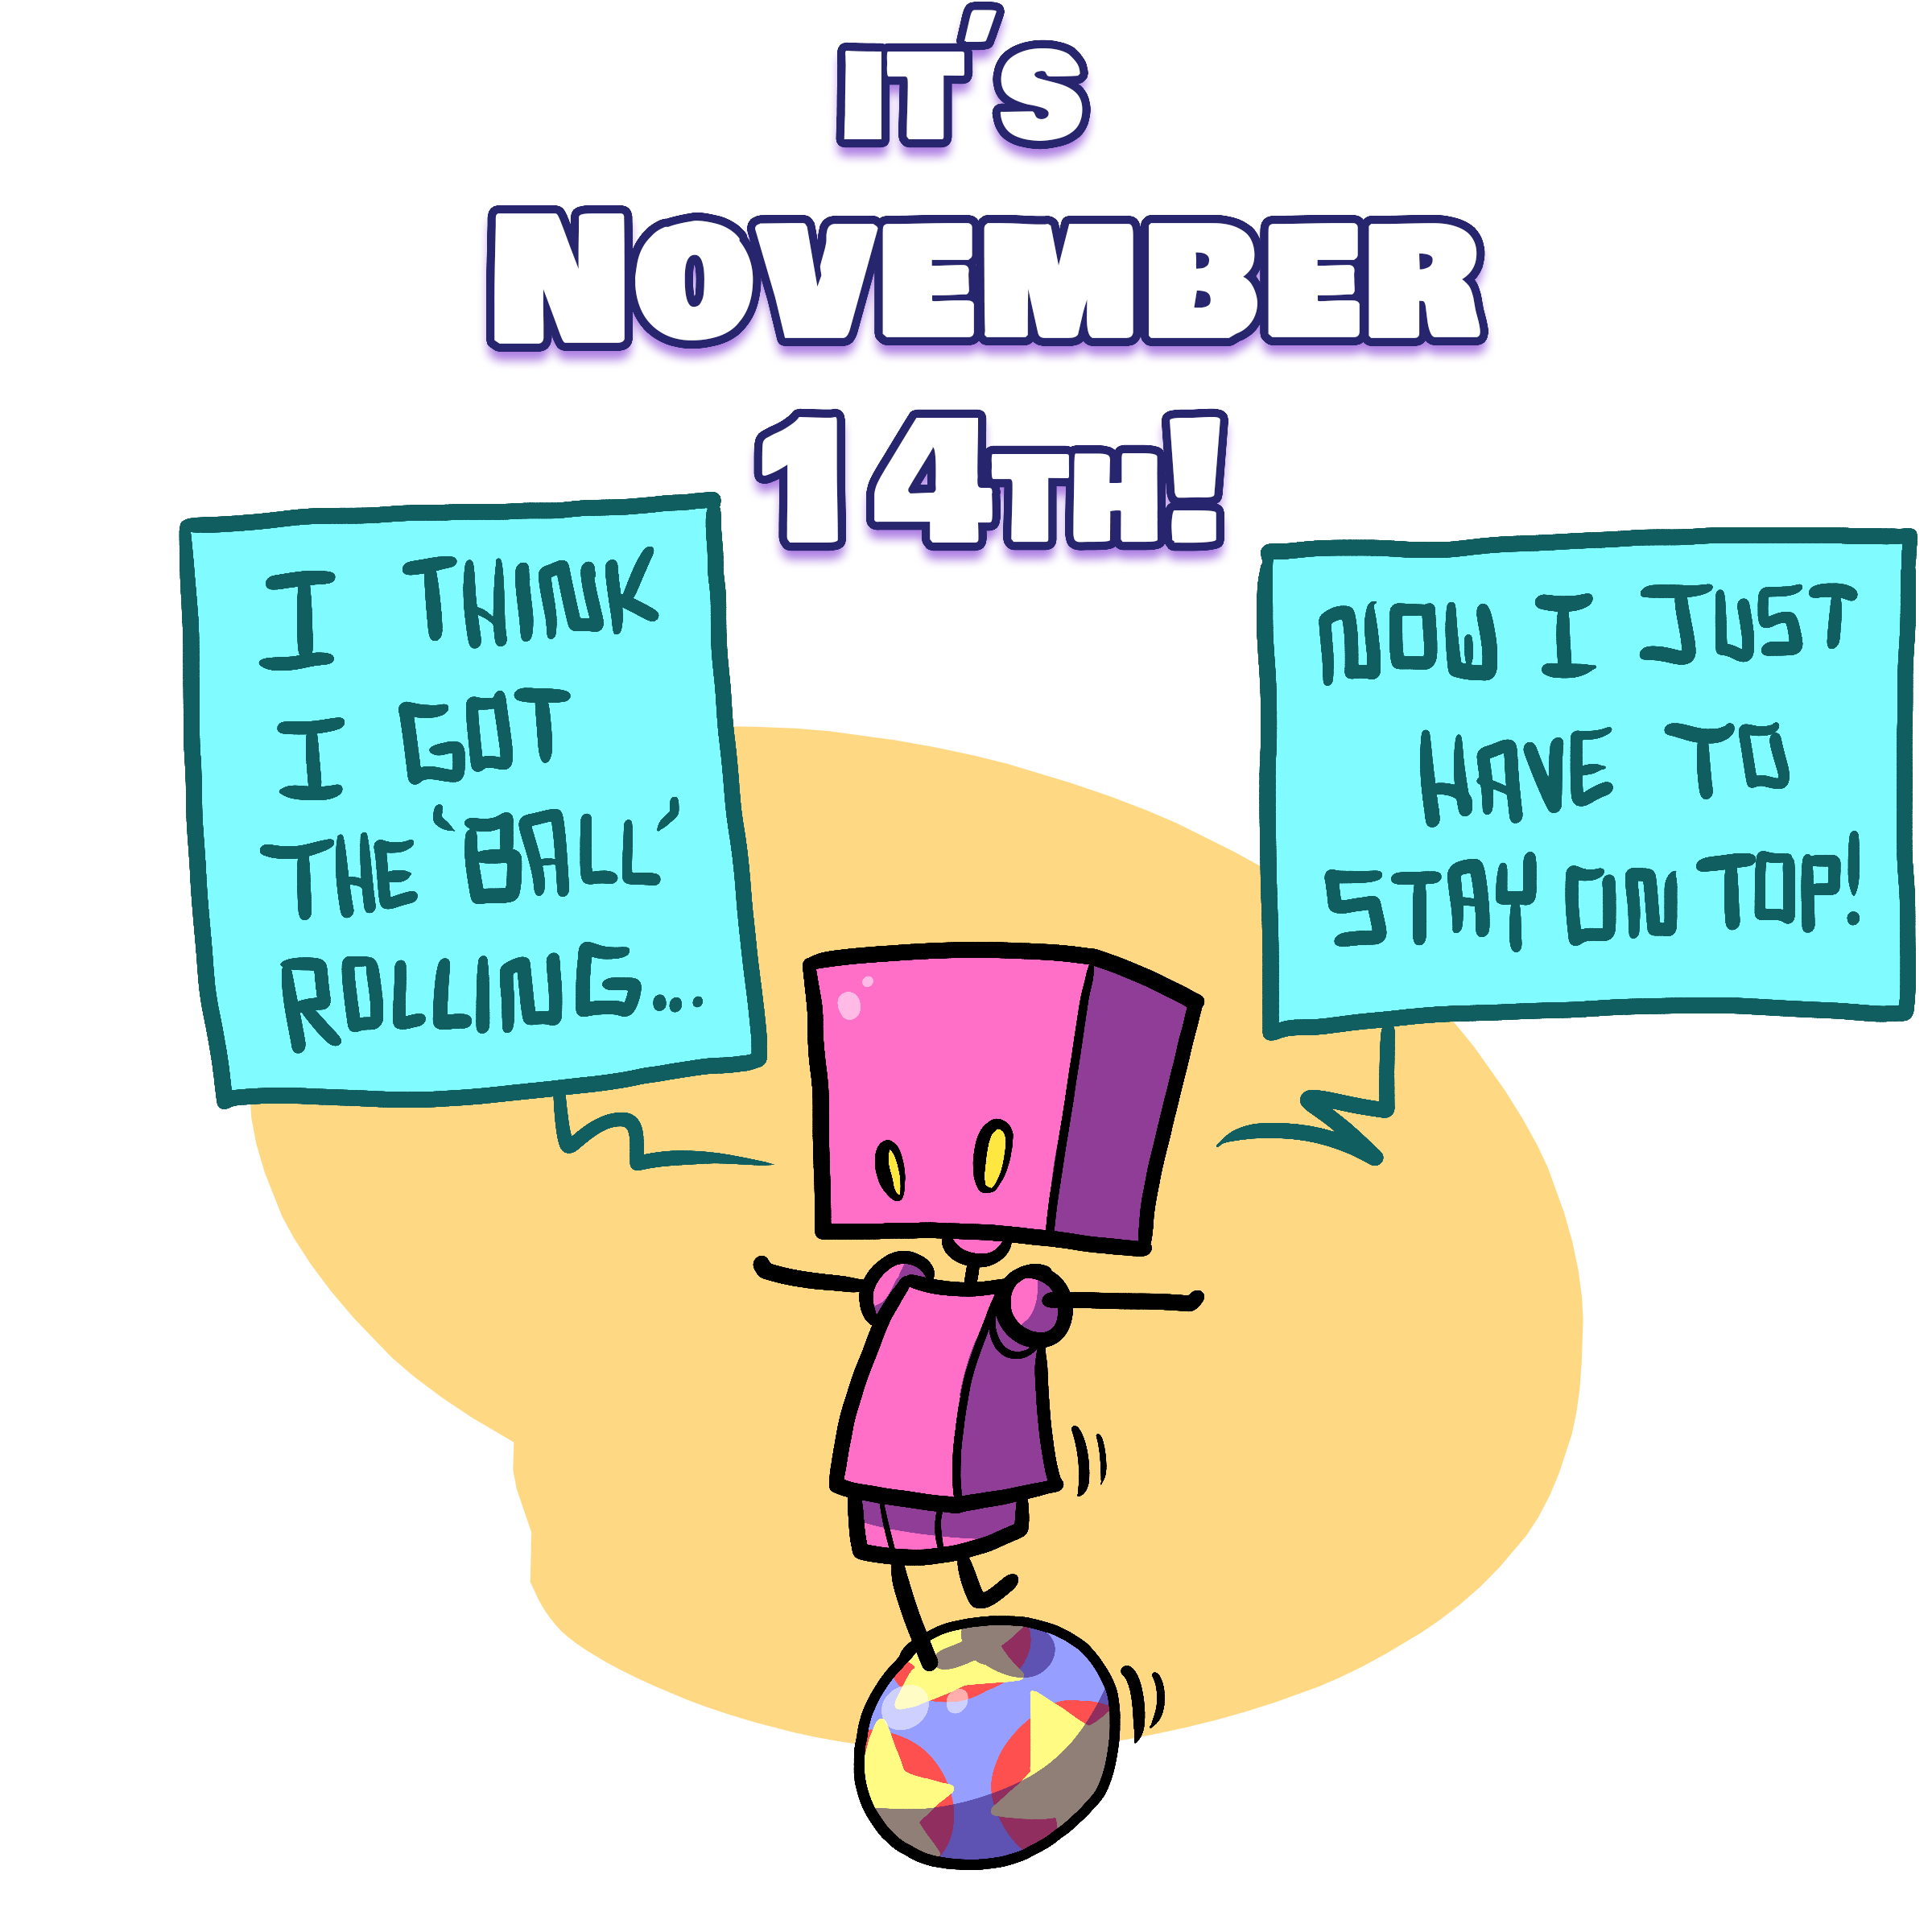 IT'S
NOVEMBER
14TH!
I THINK
I GOT
THE 'BALL'
ROLLING...
NOW I JUST
HAVE TO
STAY ON TOP!